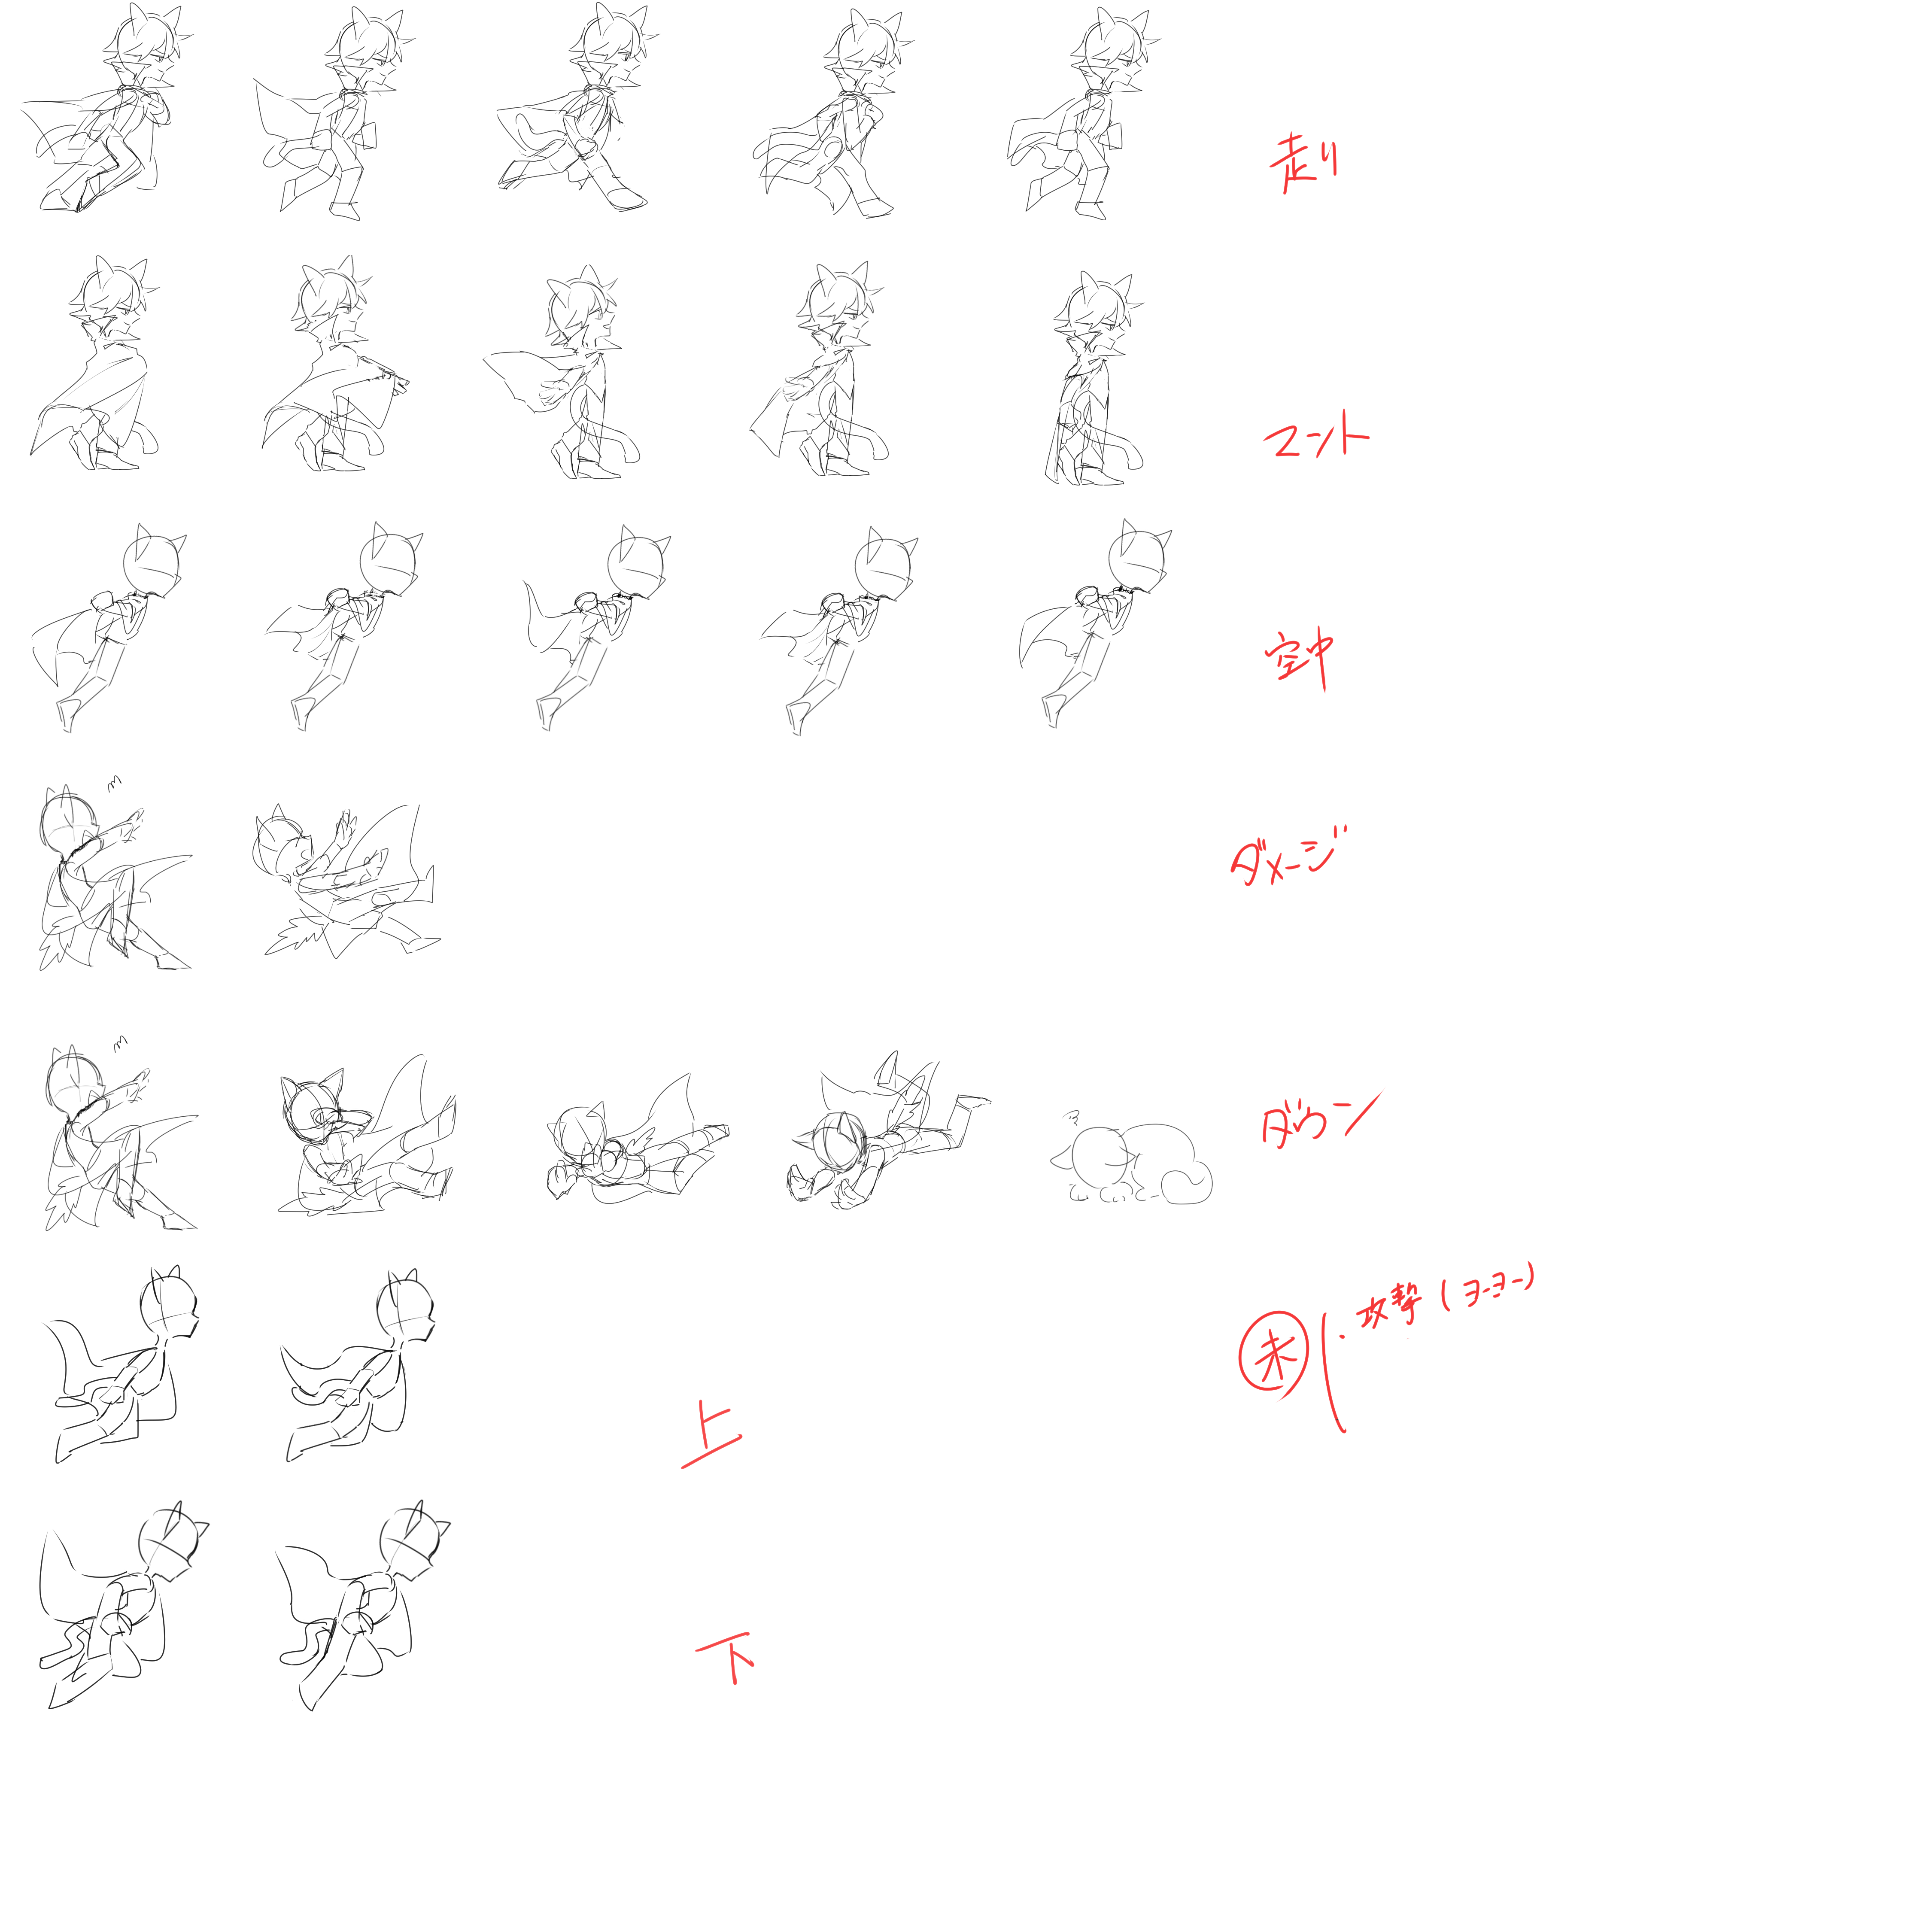 走り
マント
空中
ダメージ
ダウン
未
・攻撃(ヨーヨー)
上
下